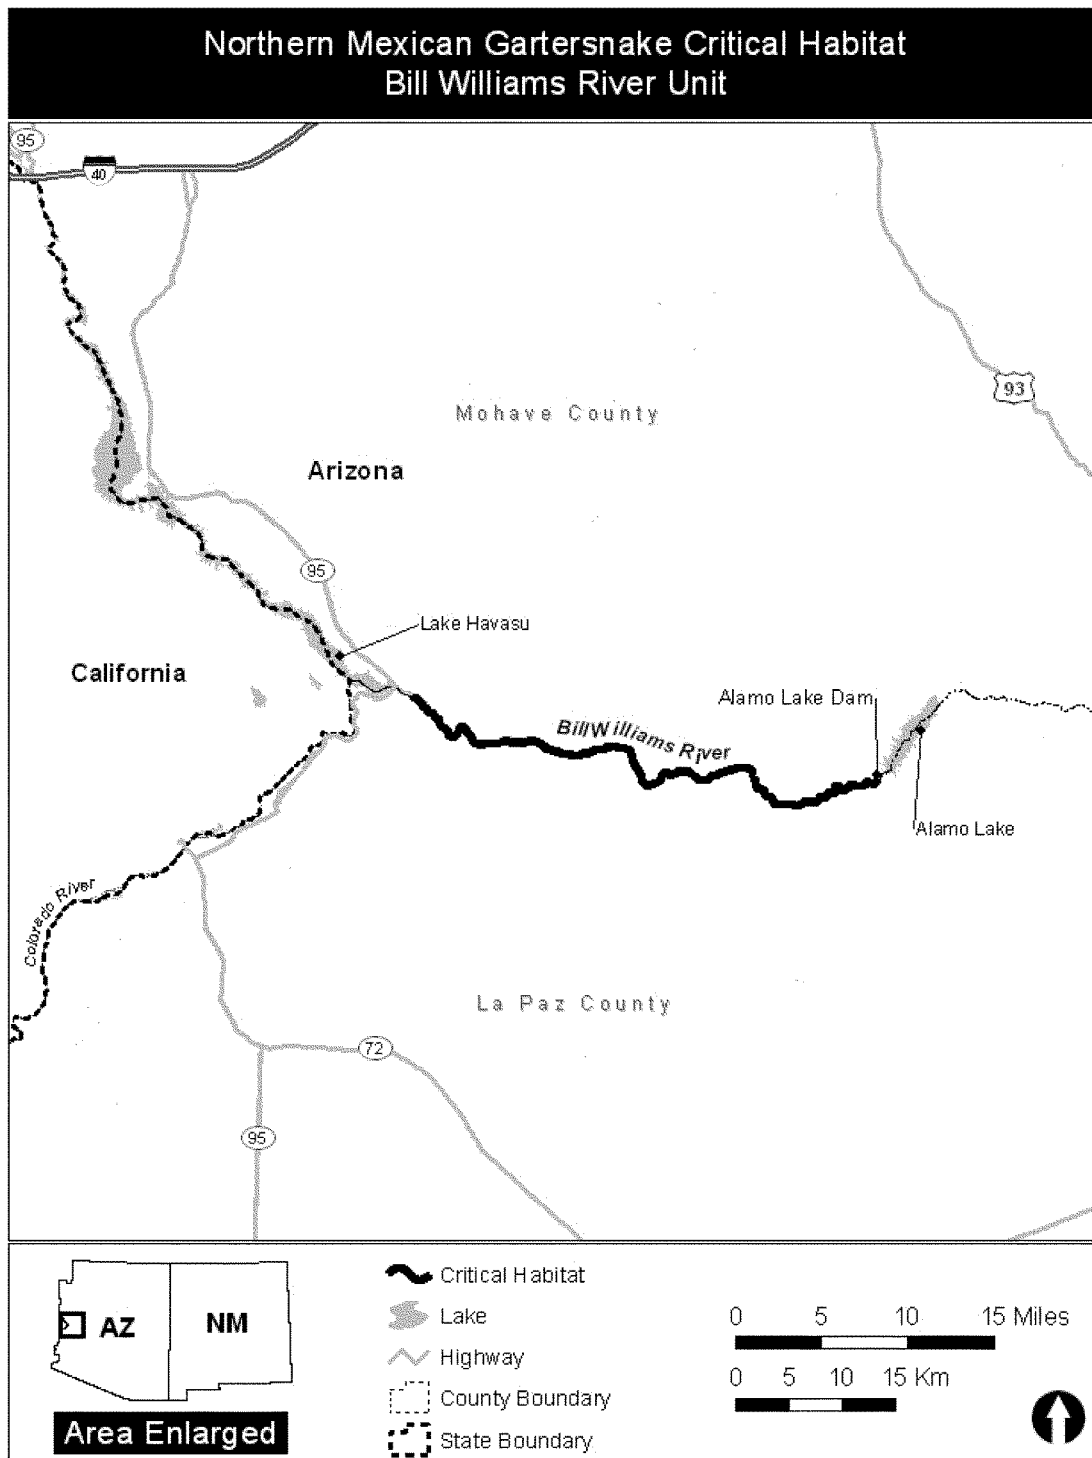 Northern Mexican Gartersnake Critical Habitat
Bill Williams River Unit
95
40
93
Mohave County
Arizona
95
Lake Havasu
California
Alamo Lake Dam
Bill Williams River
Alamo Lake
Colorado River
La Paz County
72
95
AZ
NM
Area Enlarged
Critical Habitat
Lake
Highway
County Boundary
State Boundary
0 5 10 15 Miles
0 5 10 15 Km